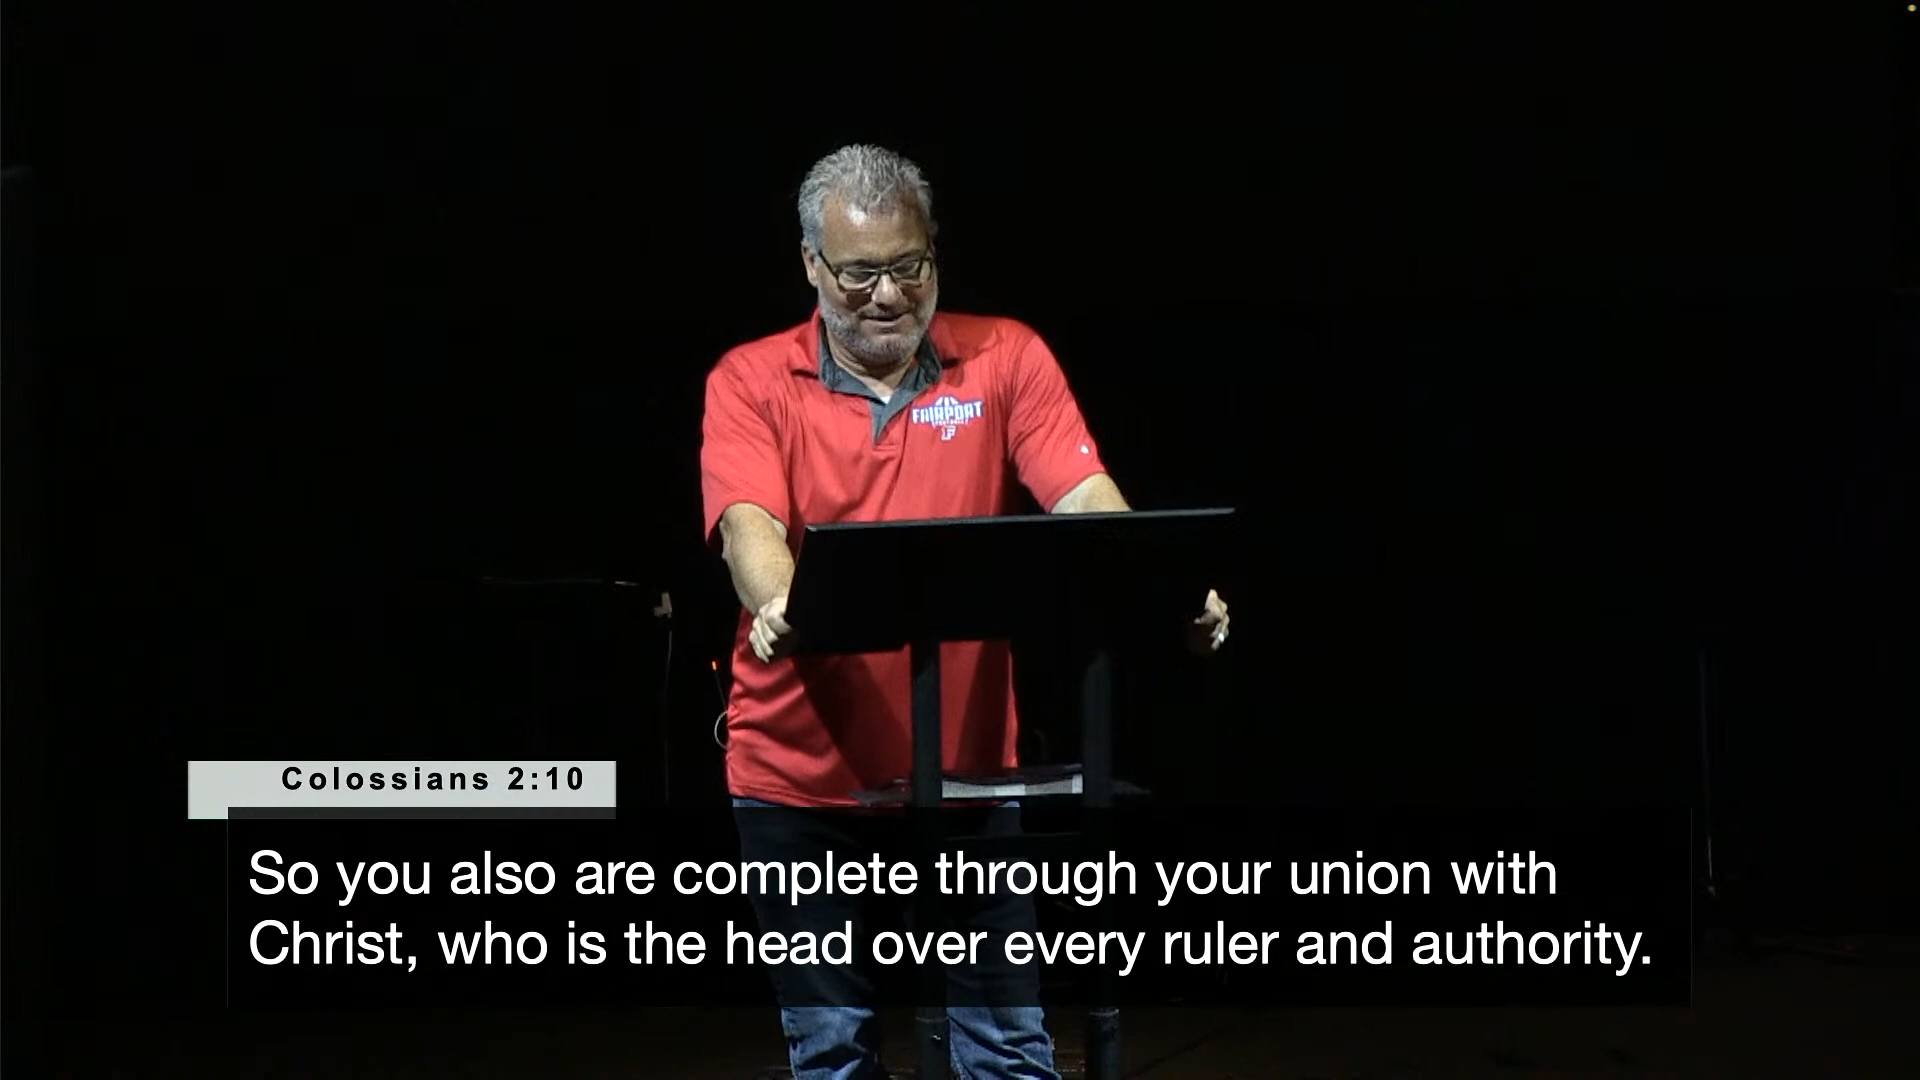 FAIRPORT
FOOTBALL
F
Colossians 2:10
So you also are complete through your union with
Christ, who is the head over every ruler and authority.